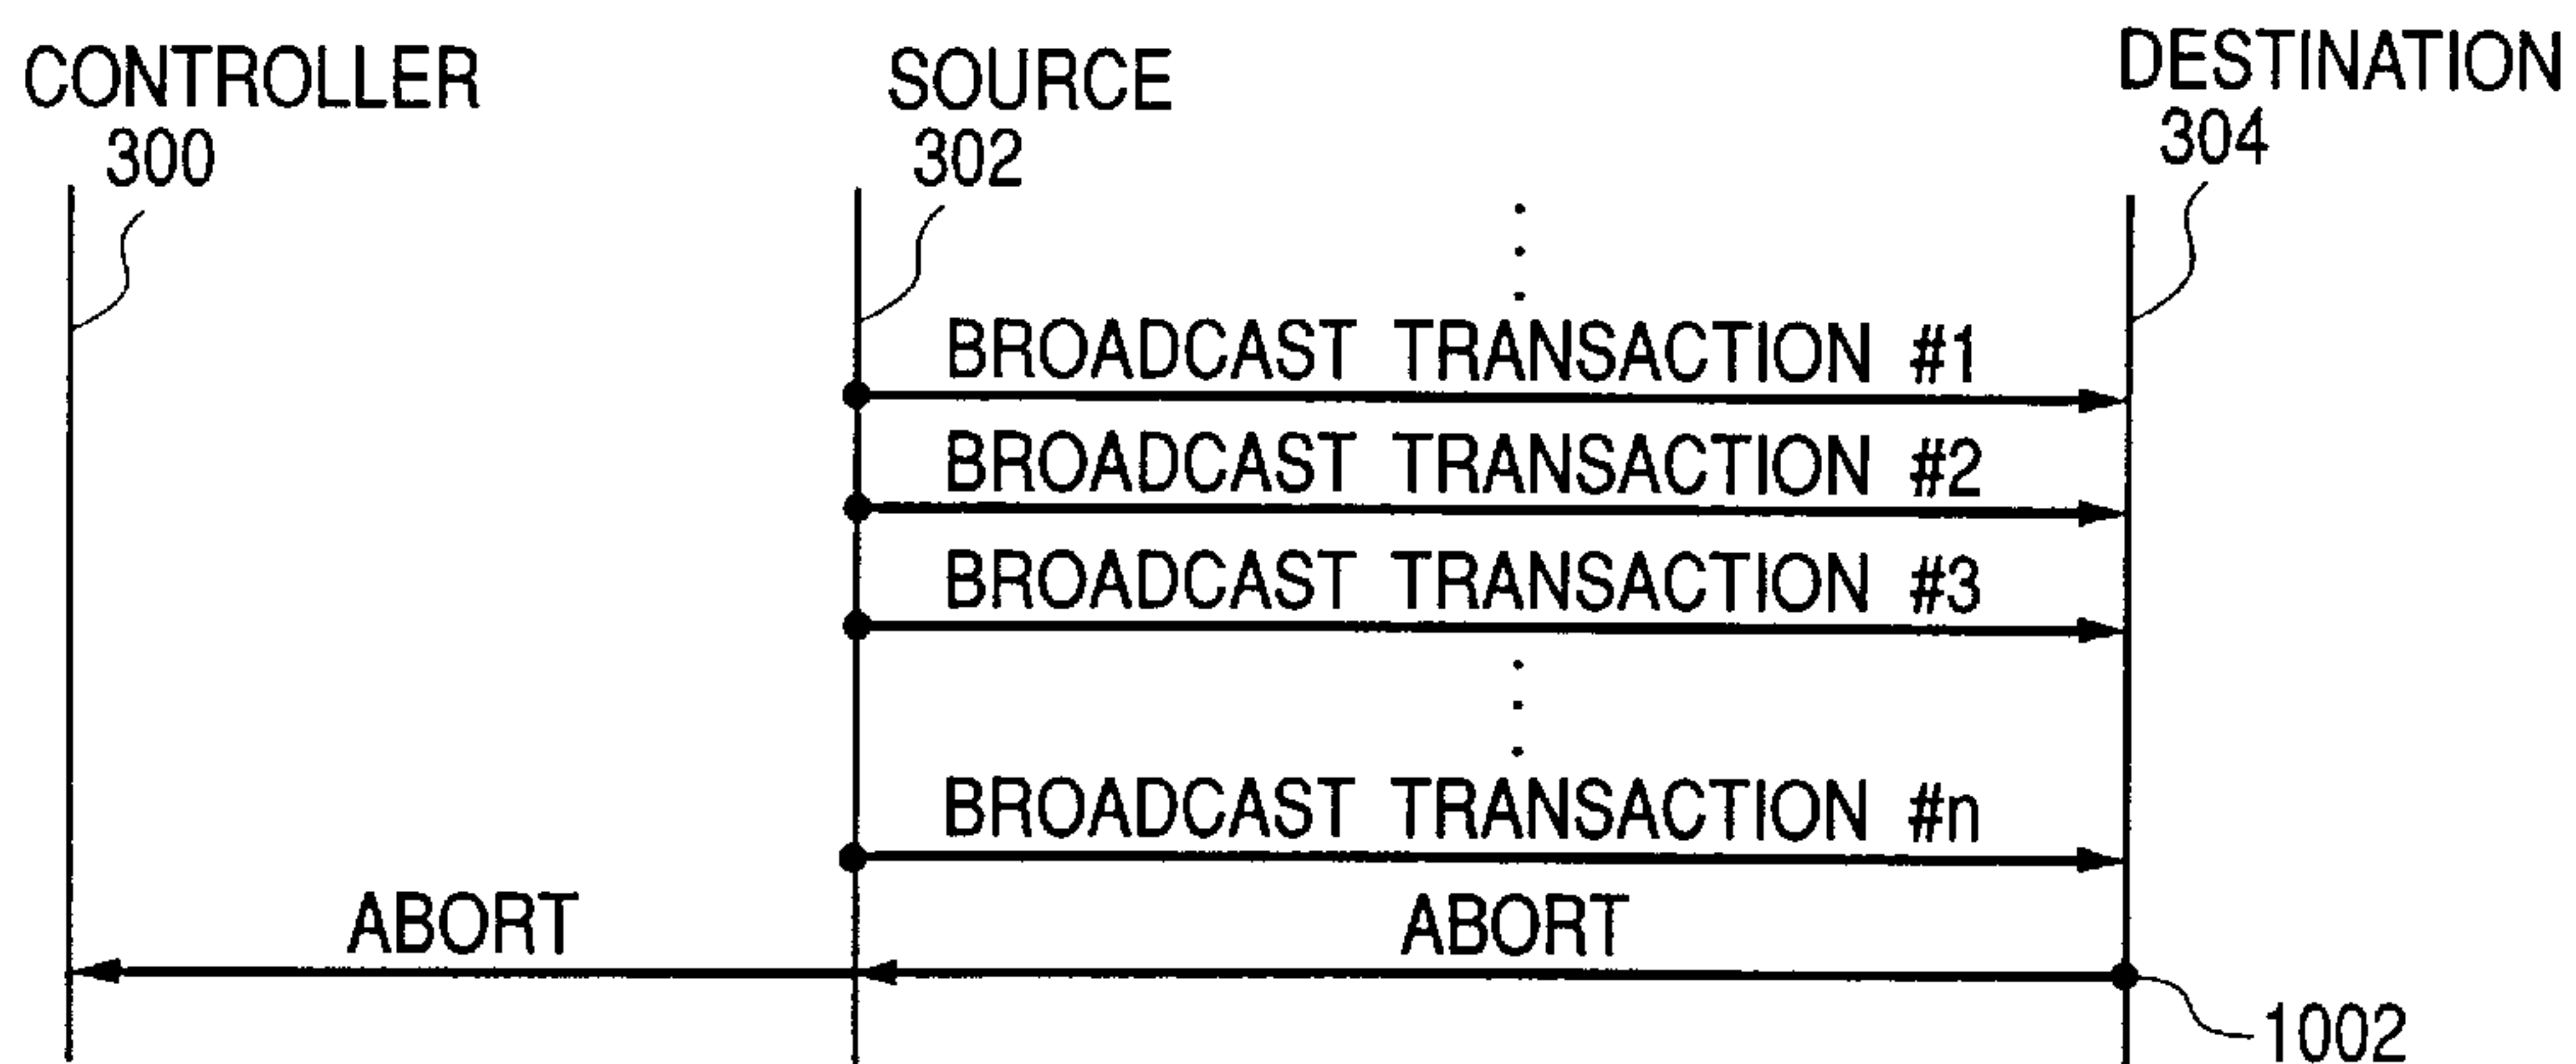 CONTROLLER
300
SOURCE
302
DESTINATION
304
BROADCAST TRANSACTION #1
BROADCAST TRANSACTION #2
BROADCAST TRANSACTION #3
BROADCAST TRANSACTION #n
ABORT
ABORT
1002